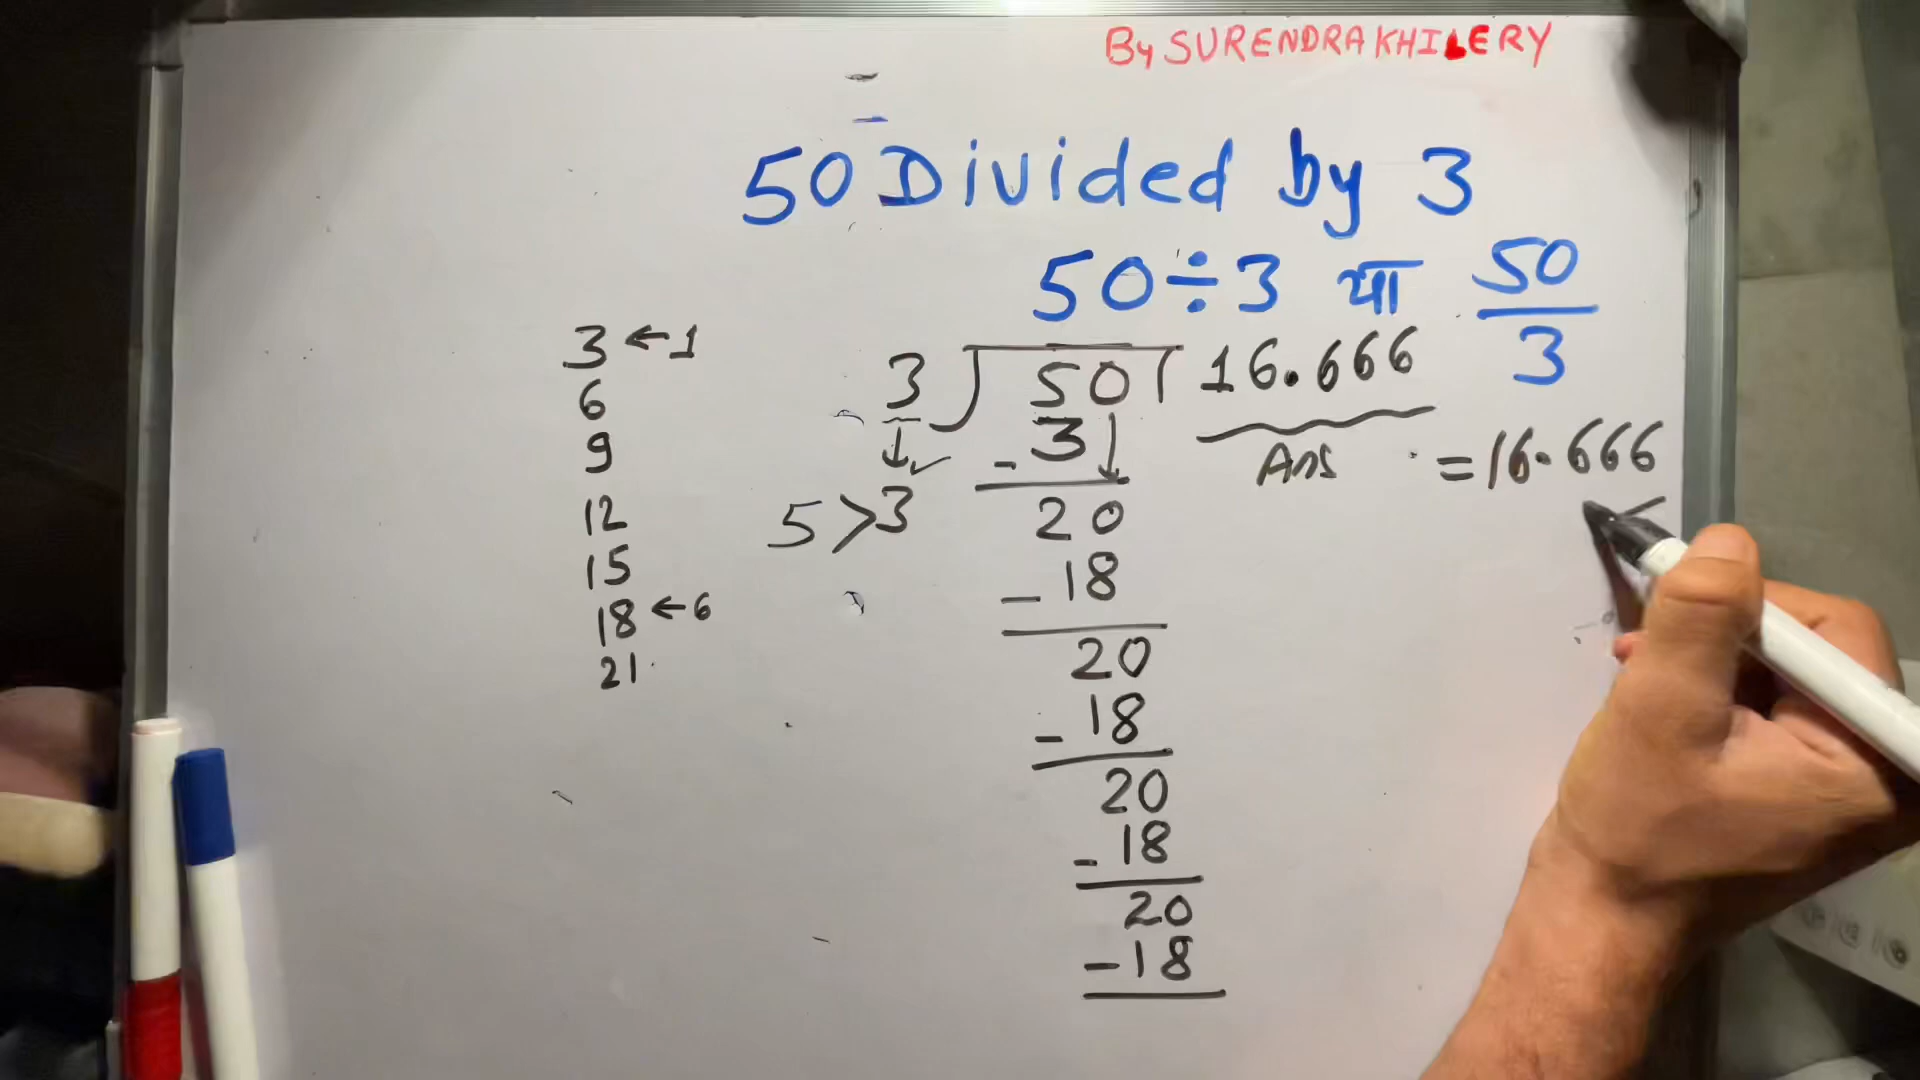 By SURENDRA KHILERY
50 Divided by 3
50÷3 या 50/3
3 ←1
6
9
12
15
18 ←6
21
3 ) 50 ( 16.666
Ans
= 16.666
- 3
5 > 3
20
- 18
20
- 18
20
- 18
20
- 18